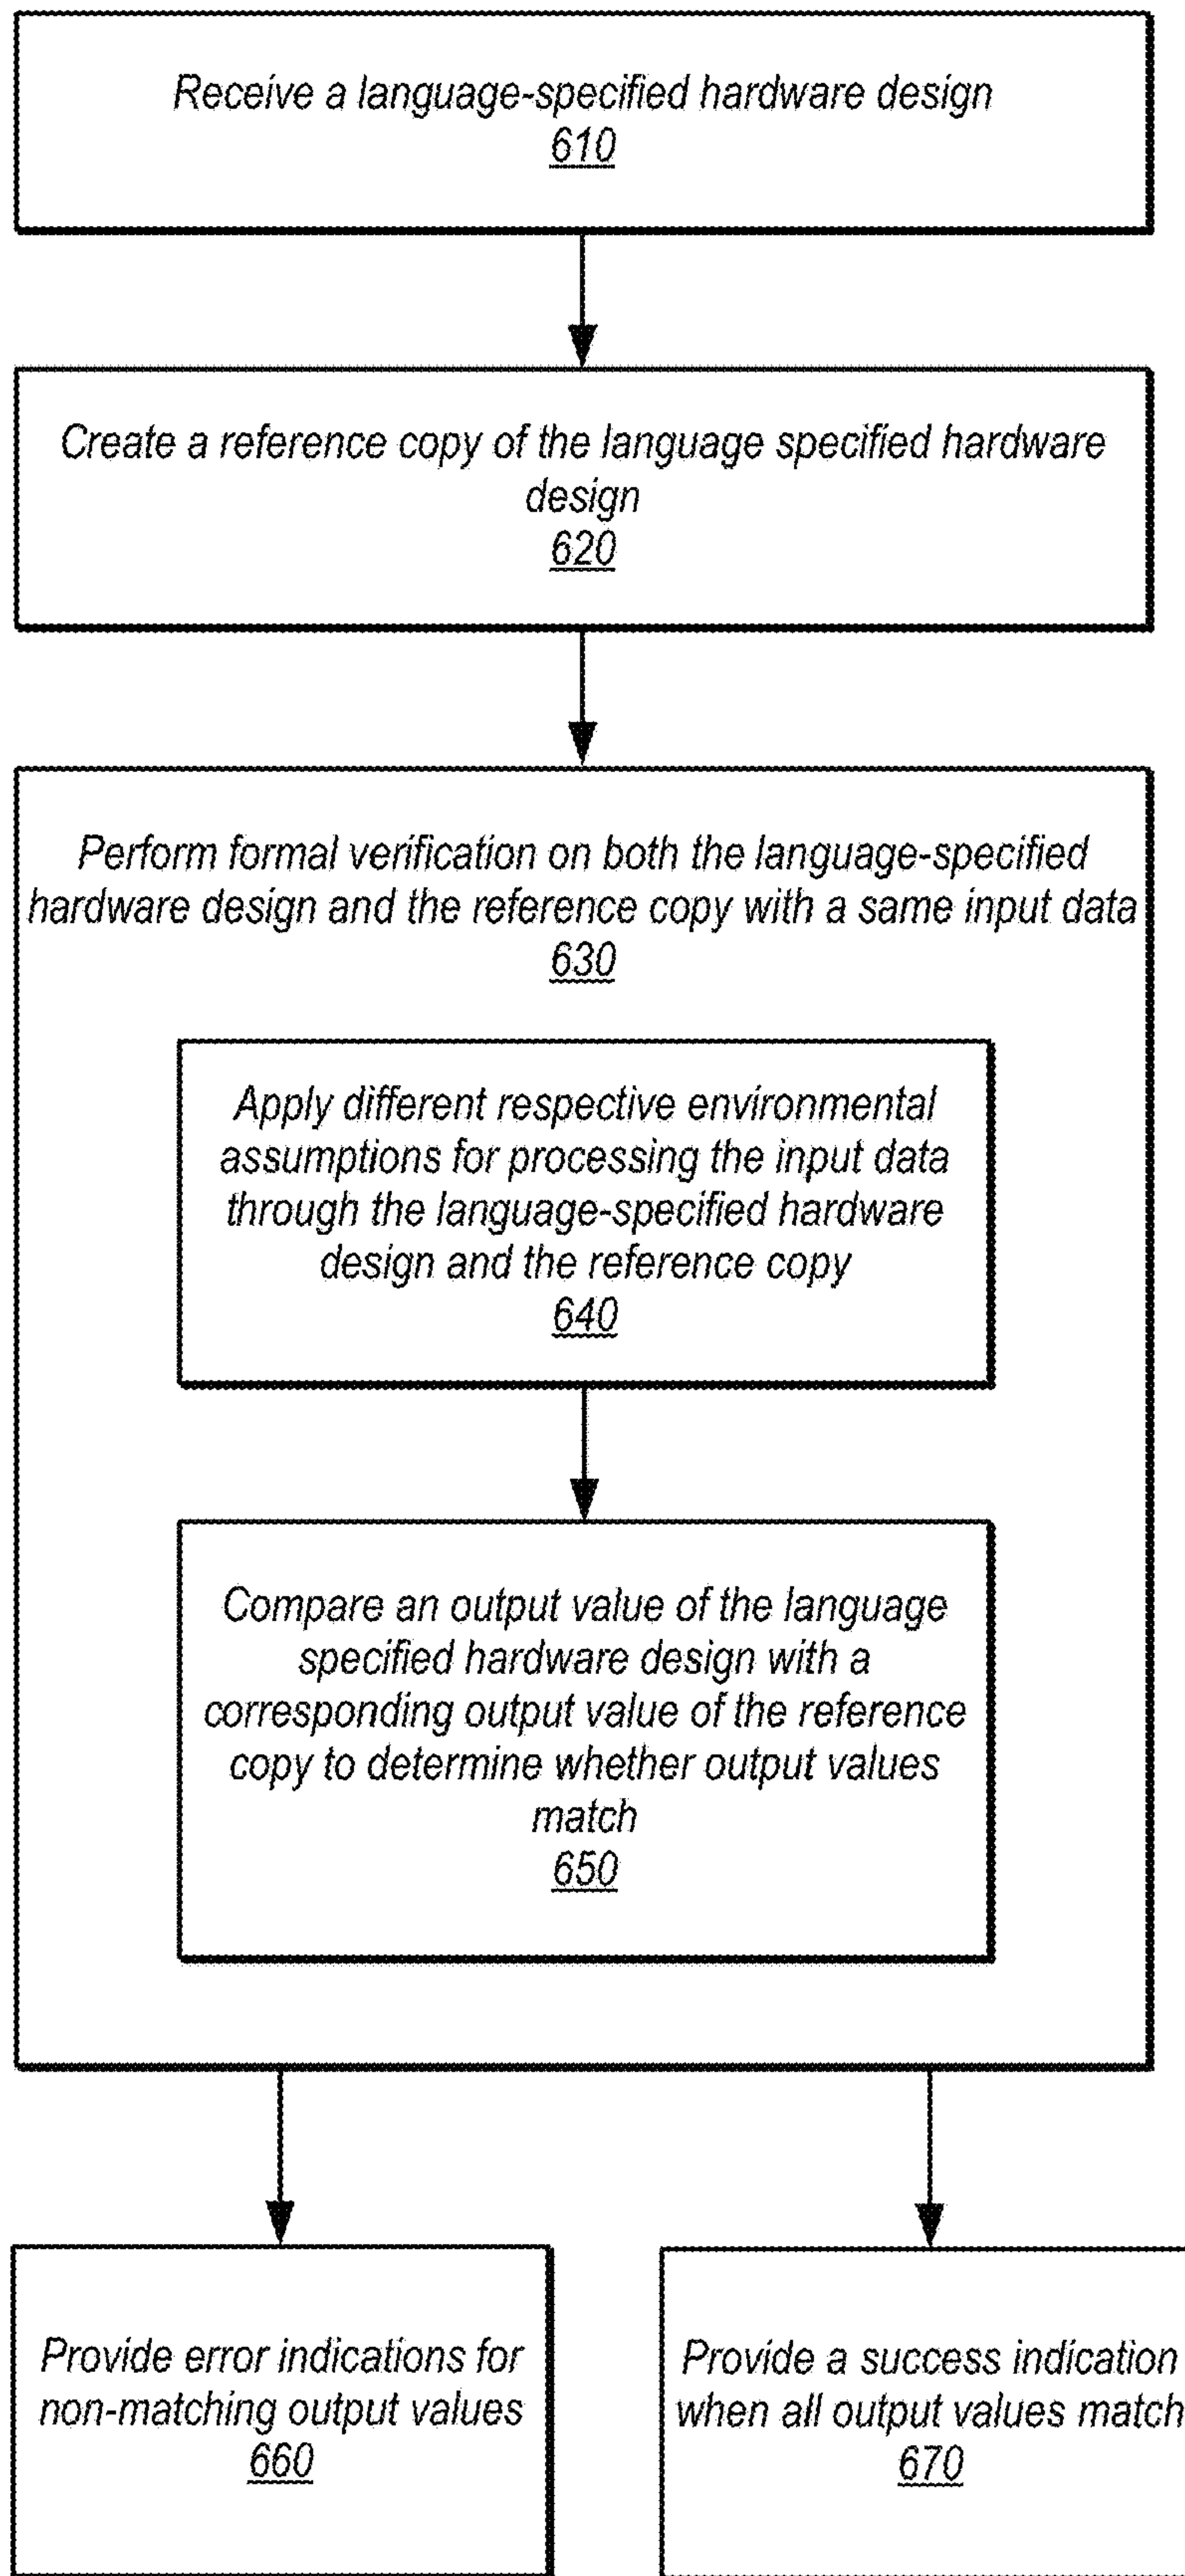 Receive a language-specified hardware design
610
Create a reference copy of the language specified hardware
design
620
Perform formal verification on both the language-specified
hardware design and the reference copy with a same input data
630
Apply different respective environmental
assumptions for processing the input data
through the language-specified hardware
design and the reference copy
640
Compare an output value of the language
specified hardware design with a
corresponding output value of the reference
copy to determine whether output values
match
650
Provide error indications for
non-matching output values
660
Provide a success indication
when all output values match
670